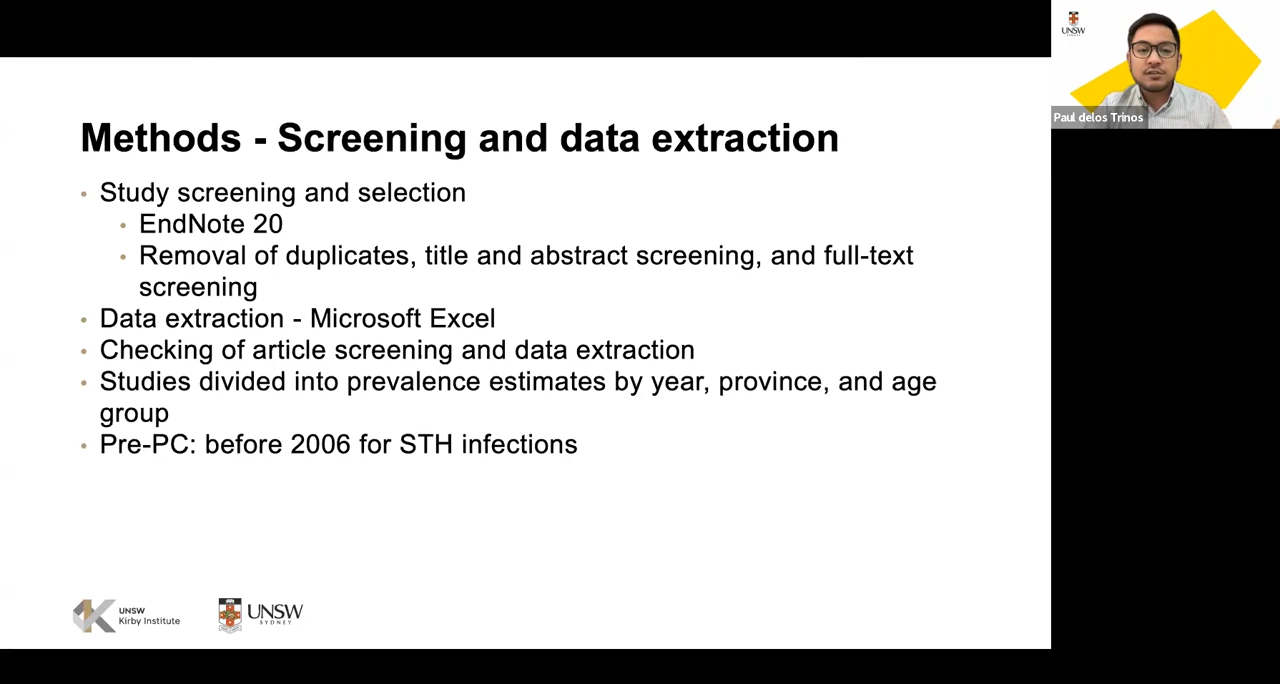 UNSW
SYDNEY
Paul delos Trinos
Methods - Screening and data extraction
• Study screening and selection
• EndNote 20
• Removal of duplicates, title and abstract screening, and full-text
screening
• Data extraction - Microsoft Excel
• Checking of article screening and data extraction
• Studies divided into prevalence estimates by year, province, and age
group
• Pre-PC: before 2006 for STH infections
UNSW
Kirby Institute
UNSW
SYDNEY